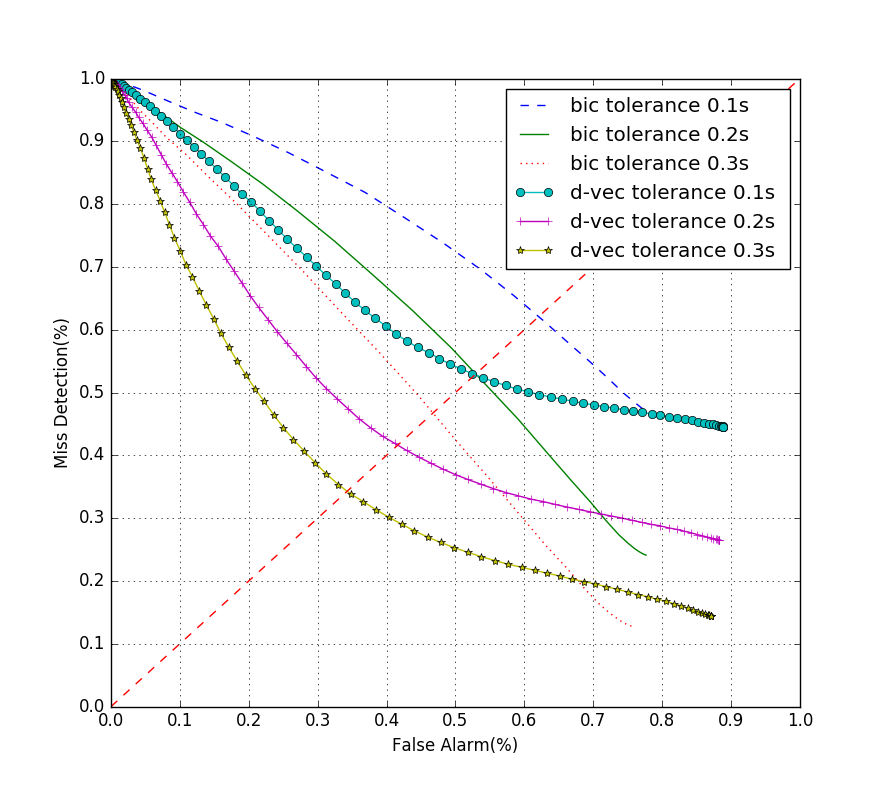 bic tolerance 0.1s
bic tolerance 0.2s
bic tolerance 0.3s
d-vec tolerance 0.1s
d-vec tolerance 0.2s
d-vec tolerance 0.3s
Miss Detection(%)
1.0
0.9
0.8
0.7
0.6
0.5
0.4
0.3
0.2
0.1
0.0
0.0 0.1 0.2 0.3 0.4 0.5 0.6 0.7 0.8 0.9 1.0
False Alarm(%)